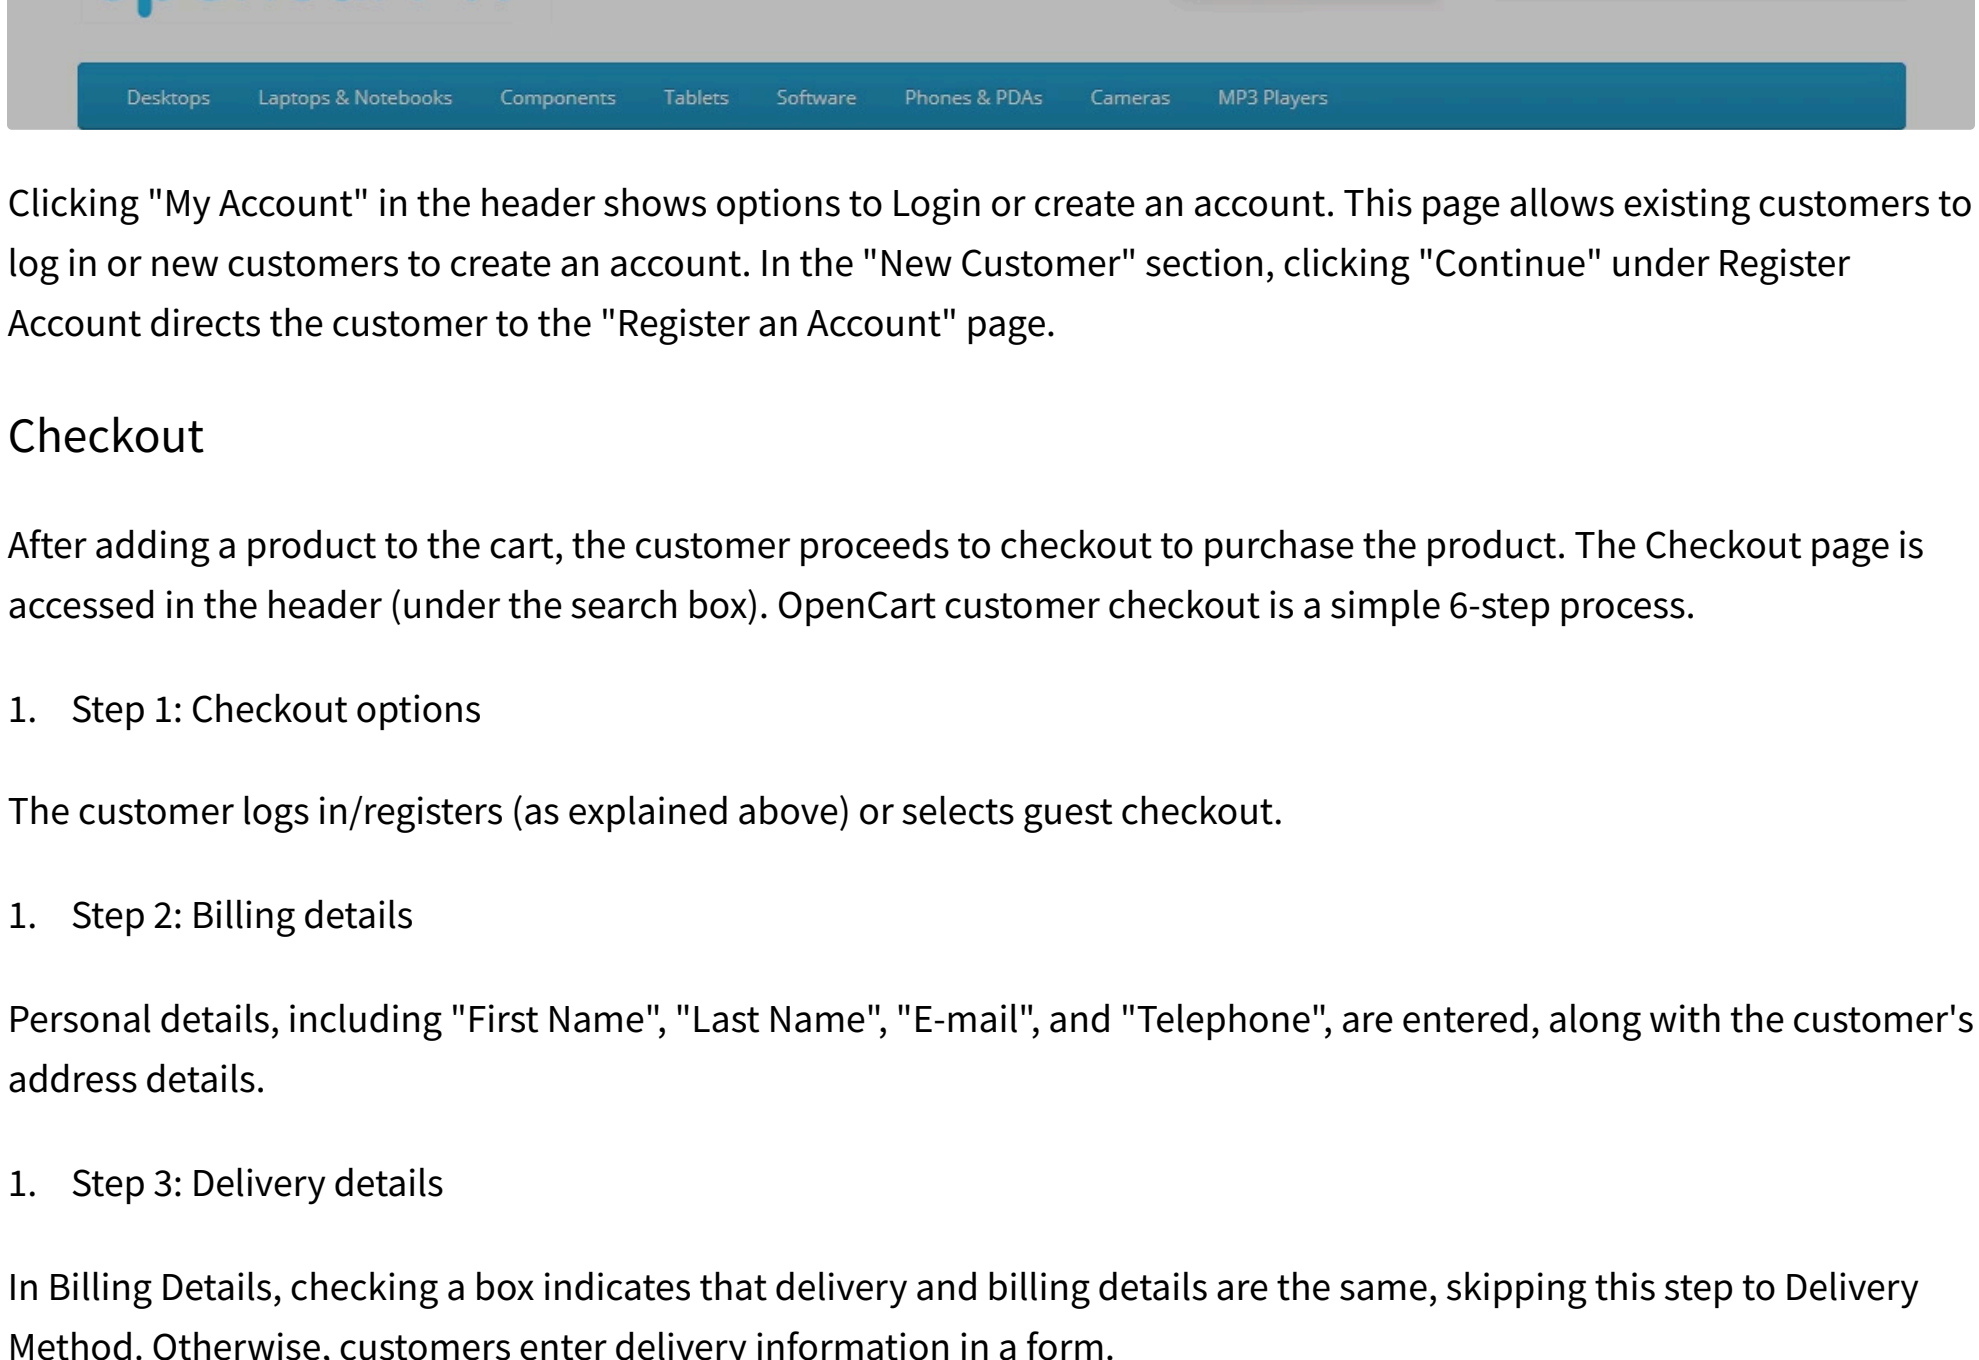 Desktops Laptops & Notebooks Components Tablets Software Phones & PDAs Cameras MP3 Players
Clicking "My Account" in the header shows options to Login or create an account. This page allows existing customers to
log in or new customers to create an account. In the "New Customer" section, clicking "Continue" under Register
Account directs the customer to the "Register an Account" page.
Checkout
After adding a product to the cart, the customer proceeds to checkout to purchase the product. The Checkout page is
accessed in the header (under the search box). OpenCart customer checkout is a simple 6-step process.
1. Step 1: Checkout options
The customer logs in/registers (as explained above) or selects guest checkout.
1. Step 2: Billing details
Personal details, including "First Name", "Last Name", "E-mail", and "Telephone", are entered, along with the customer's
address details.
1. Step 3: Delivery details
In Billing Details, checking a box indicates that delivery and billing details are the same, skipping this step to Delivery
Method. Otherwise, customers enter delivery information in a form.